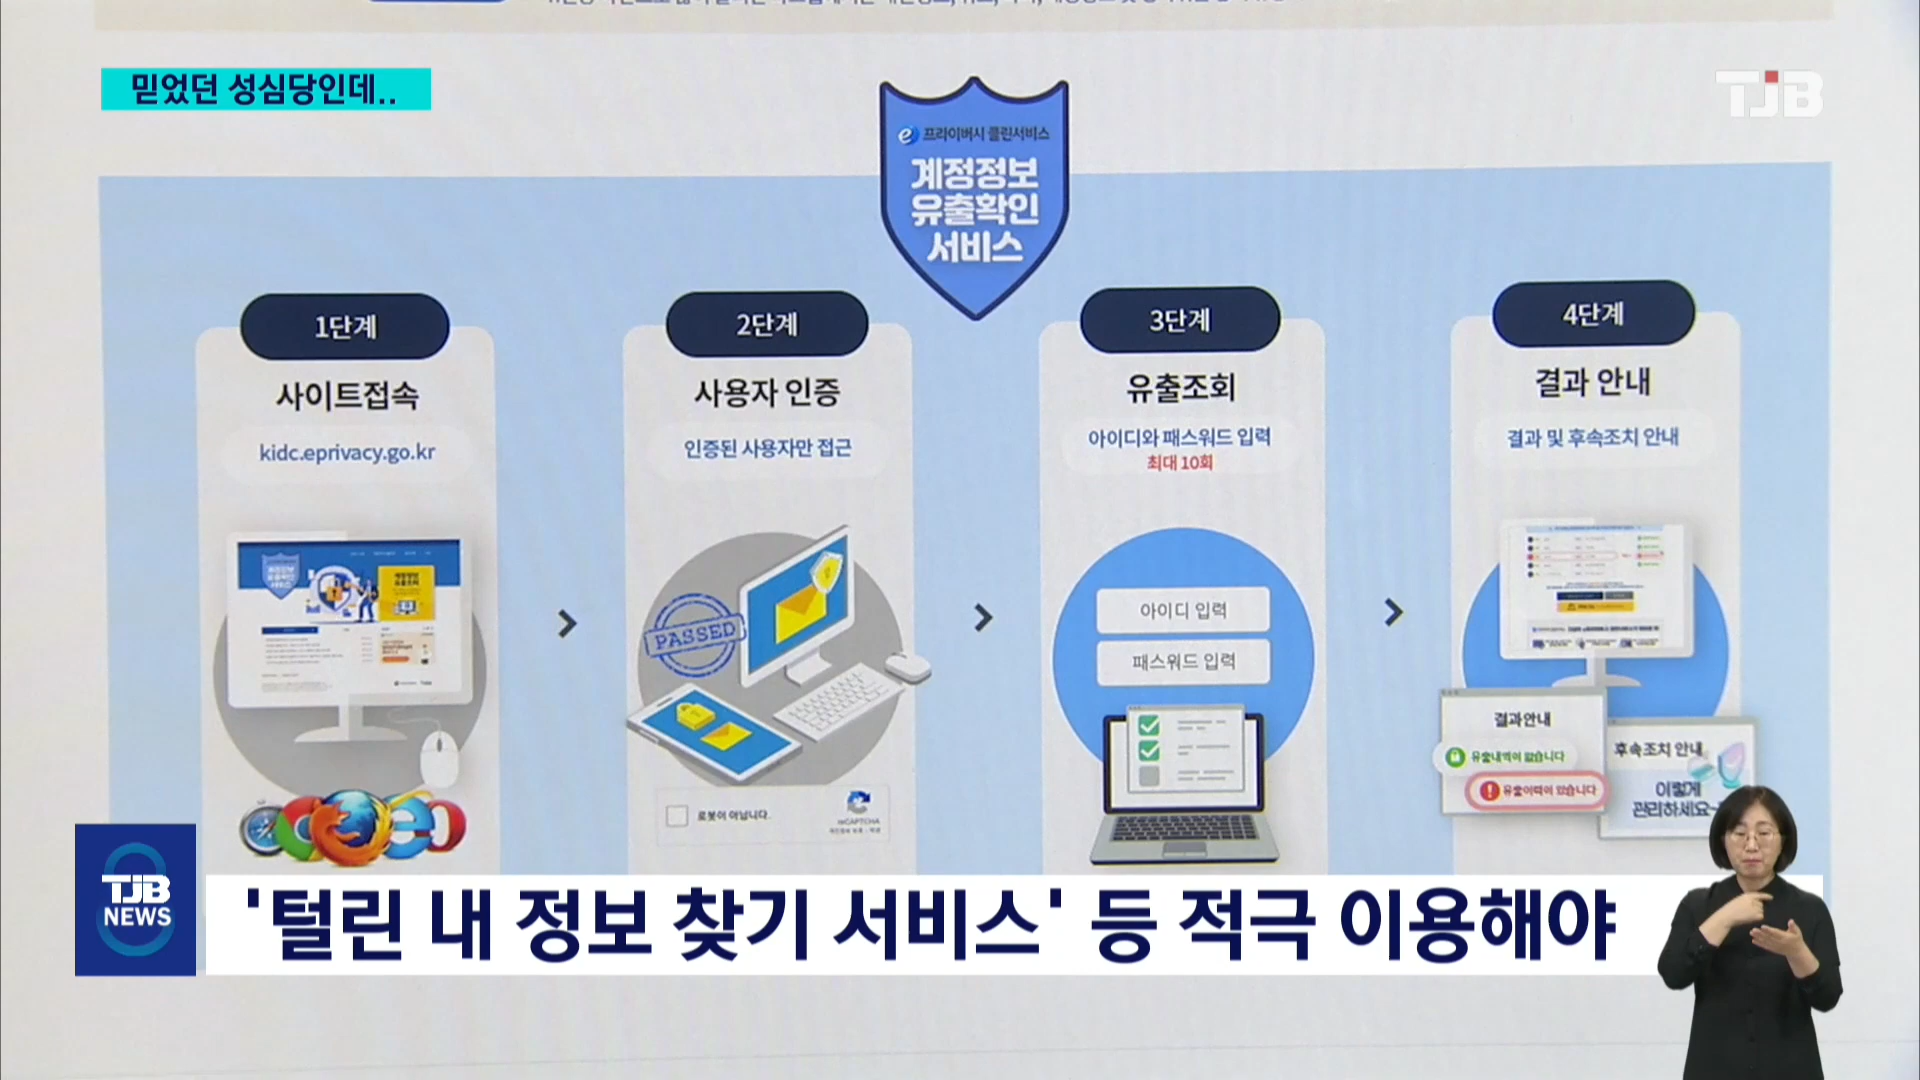 믿었던 성심당인데..
TJB
e 프라이버시 클린서비스
계정정보
유출확인
서비스
1단계
사이트접속
kidc.eprivacy.go.kr
2단계
사용자 인증
인증된 사용자만 접근
PASSED
로봇이 아닙니다.
reCAPTCHA
3단계
유출조회
아이디와 패스워드 입력
최대 10회
아이디 입력
패스워드 입력
4단계
결과 안내
결과 및 후속조치 안내
결과안내
유출내역이 없습니다
유출이력이 있습니다
후속조치 안내
이렇게
관리하세요~
TJB
NEWS
'털린 내 정보 찾기 서비스' 등 적극 이용해야